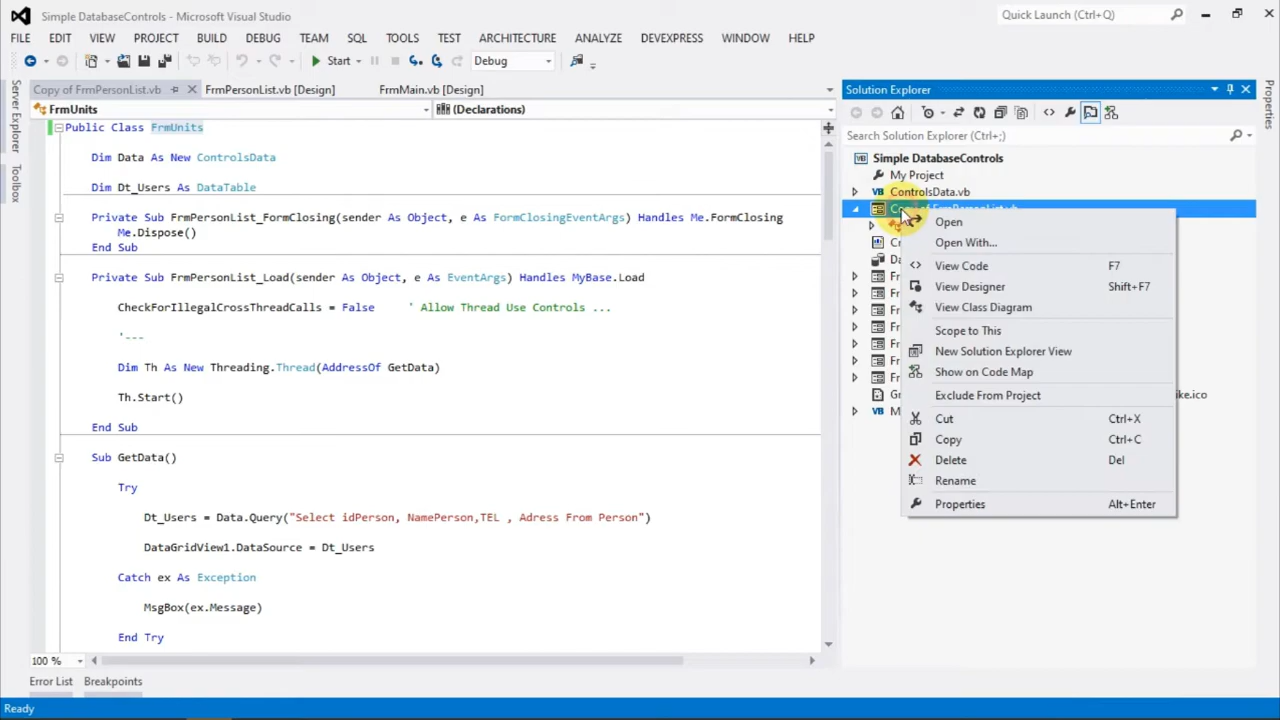 Simple DatabaseControls - Microsoft Visual Studio
Quick Launch (Ctrl+Q)
FILE EDIT VIEW PROJECT BUILD DEBUG TEAM SQL TOOLS TEST ARCHITECTURE ANALYZE DEVEXPRESS WINDOW HELP
Start Debug
Server Explorer
Toolbox
Copy of FrmPersonList.vb FrmPersonList.vb [Design] FrmMain.vb [Design]
FrmUnits (Declarations)
Public Class FrmUnits
Dim Data As New ControlsData
Dim Dt_Users As DataTable
Private Sub FrmPersonList_FormClosing(sender As Object, e As FormClosingEventArgs) Handles Me.FormClosing
Me.Dispose()
End Sub
Private Sub FrmPersonList_Load(sender As Object, e As EventArgs) Handles MyBase.Load
CheckForIllegalCrossThreadCalls = False ' Allow Thread Use Controls ...
'---
Dim Th As New Threading.Thread(AddressOf GetData)
Th.Start()
End Sub
Sub GetData()
Try
Dt_Users = Data.Query("Select idPerson, NamePerson,TEL , Adress From Person")
DataGridView1.DataSource = Dt_Users
Catch ex As Exception
MsgBox(ex.Message)
End Try
100 %
Error List Breakpoints
Ready
Solution Explorer
Search Solution Explorer (Ctrl+;)
VB Simple DatabaseControls
My Project
VB ControlsData.vb
VB
Open
Open With...
<> View Code F7
View Designer Shift+F7
View Class Diagram
Scope to This
New Solution Explorer View
Show on Code Map
Exclude From Project
Cut Ctrl+X
Copy Ctrl+C
Delete Del
Rename
Properties Alt+Enter
ike.ico
Properties